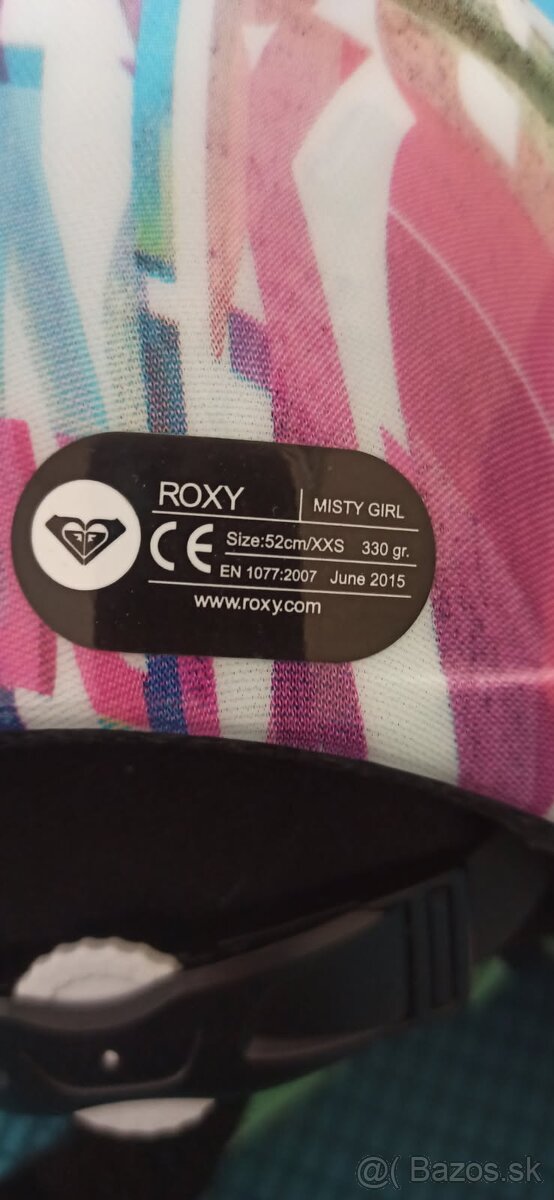 ROXY
MISTY GIRL
CE Size:52cm/XXS 330 gr.
EN 1077:2007 June 2015
www.roxy.com
@( Bazos.sk